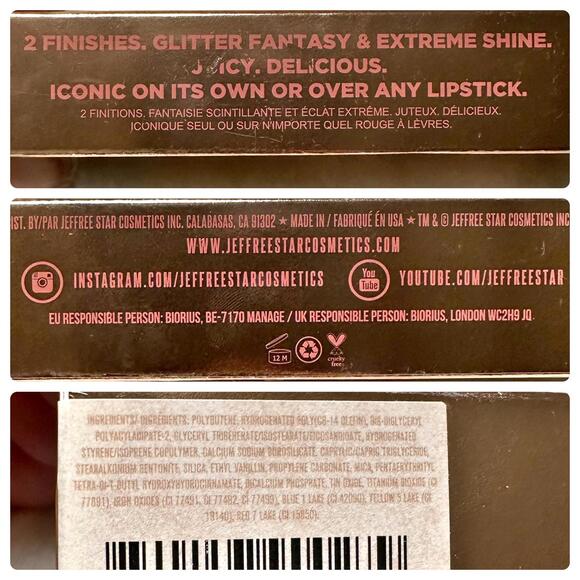 2 FINISHES. GLITTER FANTASY & EXTREME SHINE.
JUICY. DELICIOUS.
ICONIC ON ITS OWN OR OVER ANY LIPSTICK.
2 FINITIONS. FANTAISIE SCINTILLANTE ET ÉCLAT EXTRÊME. JUTEUX. DÉLICIEUX.
ICONIQUE SEUL OU SUR N'IMPORTE QUEL ROUGE À LÈVRES.
IST. BY/PAR JEFFREE STAR COSMETICS INC. CALABASAS, CA 91302 ★ MADE IN / FABRIQUÉ EN USA ★ TM & © JEFFREE STAR COSMETICS INC
WWW.JEFFREESTARCOSMETICS.COM
INSTAGRAM.COM/JEFFREESTARCOSMETICS
You Tube
YOUTUBE.COM/JEFFREESTAR
EU RESPONSIBLE PERSON: BIORIUS, BE-7170 MANAGE / UK RESPONSIBLE PERSON: BIORIUS, LONDON WC2H9 JQ
12 M
cruelty free
INGREDIENTS/ INGRÉDIENTS: POLYBUTENE, HYDROGENATED POLY(C6-14 OLEFIN), BIS-DIGLYCERYL
POLYACYLADIPATE-2, GLYCERYL TRIBEHENATE/ISOSTEARATE/EICOSANDIOATE, HYDROGENATED
STYRENE/ISOPRENE COPOLYMER, CALCIUM SODIUM BOROSILICATE, CAPRYLIC/CAPRIC TRIGLYCERIDE,
STEARALKONIUM BENTONITE, SILICA, ETHYL VANILLIN, PROPYLENE CARBONATE, MICA, PENTAERYTHRITYL
TETRA-DI-T-BUTYL HYDROXYHYDROCINNAMATE, DICALCIUM PHOSPHATE, TIN OXIDE, TITANIUM DIOXIDE (CI
77891), IRON OXIDES (CI 77491, CI 77492, CI 77499), BLUE 1 LAKE (CI 42090), YELLOW 5 LAKE (CI
19140), RED 7 LAKE (CI 15850).